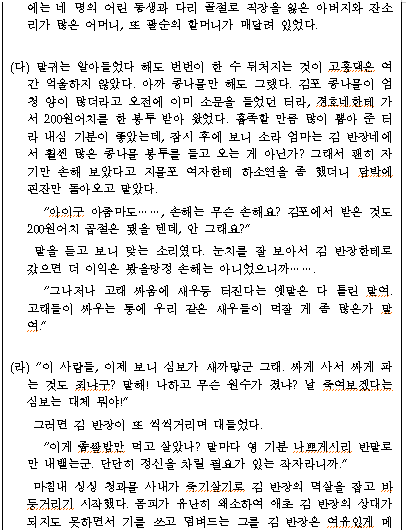 에는 네 명의 어린 동생과 다리 골절로 직장을 잃은 아버지와 잔소
리가 많은 어머니, 또 팔순의 할머니가 매달려 있었다.
(다) 말귀는 알아들었다 해도 번번이 한 수 뒤처지는 것이 고흥댁은 여
간 억울하지 않았다. 아까 콩나물만 해도 그랬다. 김포 콩나물이 엄
청 양이 많더라고 오전에 이미 소문을 들었던 터라, 경호네한테 가
서 200원어치를 한 봉투 받아 왔었다. 흡족할 만큼 많이 뽑아 준 터
라 내심 기분이 좋았는데, 잠시 후에 보니 소라 엄마는 김 반장네에
서 훨씬 많은 콩나물 봉투를 들고 오는 게 아닌가? 그래서 괜히 자
기만 손해 보았다고 지물포 여자한테 하소연을 좀 했더니 담박에
핀잔만 돌아오고 말았다.
“아이구 아줌마도……, 손해는 무슨 손해요? 김포에서 받은 것도
200원어치 곱절은 됐을 텐데, 안 그래요?”
말을 듣고 보니 맞는 소리였다. 눈치를 잘 보아서 김 반장한테로
갔으면 더 이익은 봤을망정 손해는 아니었으니까…….
“그나저나 고래 싸움에 새우등 터진다는 옛말은 다 틀린 말여.
고래들이 싸우는 통에 우리 같은 새우들이 먹잘 게 좀 많은가 말
여.”
(라) “이 사람들, 이제 보니 심보가 새까맣군 그래. 싸게 사서 싸게 파
는 것도 죄나구? 말해! 나하고 무슨 원수가 졌나? 날 죽여보겠다는
심보는 대체 뭐야!”
그러면 김 반장이 또 씩씩거리며 대들었다.
“이게 좁쌀밥만 먹고 살았나? 말마다 영 기분 나쁘게시리 반말로
만 내뱉는군. 단단히 정신을 차릴 필요가 있는 작자라니까.”
마침내 싱싱 청과물 사내가 죽기살기로 김 반장의 멱살을 잡고 바
둥거리기 시작했다. 몸피가 유난히 왜소하여 애초 김 반장의 상대가
되지도 못하면서 기를 쓰고 덤벼드는 그를 김 반장은 여유있게 메